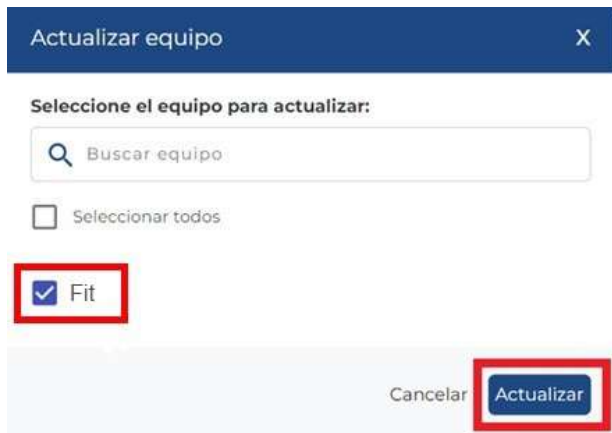 Actualizar equipo X
Seleccione el equipo para actualizar:
Buscar equipo
Seleccionar todos
Fit
Cancelar Actualizar